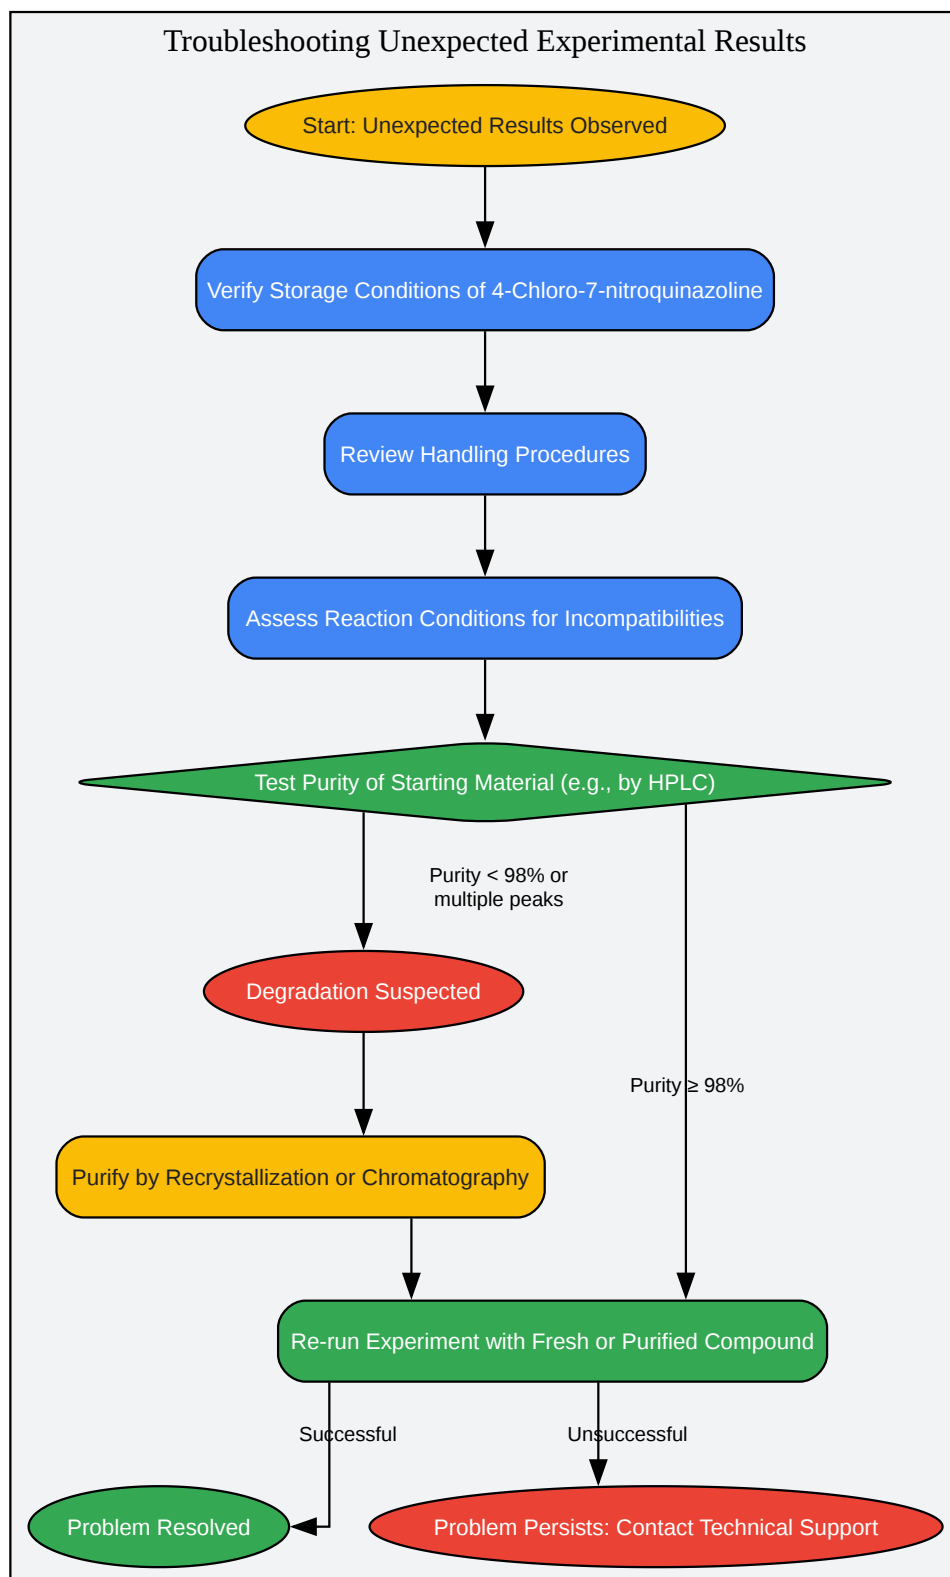 Troubleshooting Unexpected Experimental Results
Start: Unexpected Results Observed
Verify Storage Conditions of 4-Chloro-7-nitroquinazoline
Review Handling Procedures
Assess Reaction Conditions for Incompatibilities
Test Purity of Starting Material (e.g., by HPLC)
Purity < 98% or
multiple peaks
Degradation Suspected
Purity ≥ 98%
Purify by Recrystallization or Chromatography
Re-run Experiment with Fresh or Purified Compound
Successful
Unsuccessful
Problem Resolved
Problem Persists: Contact Technical Support